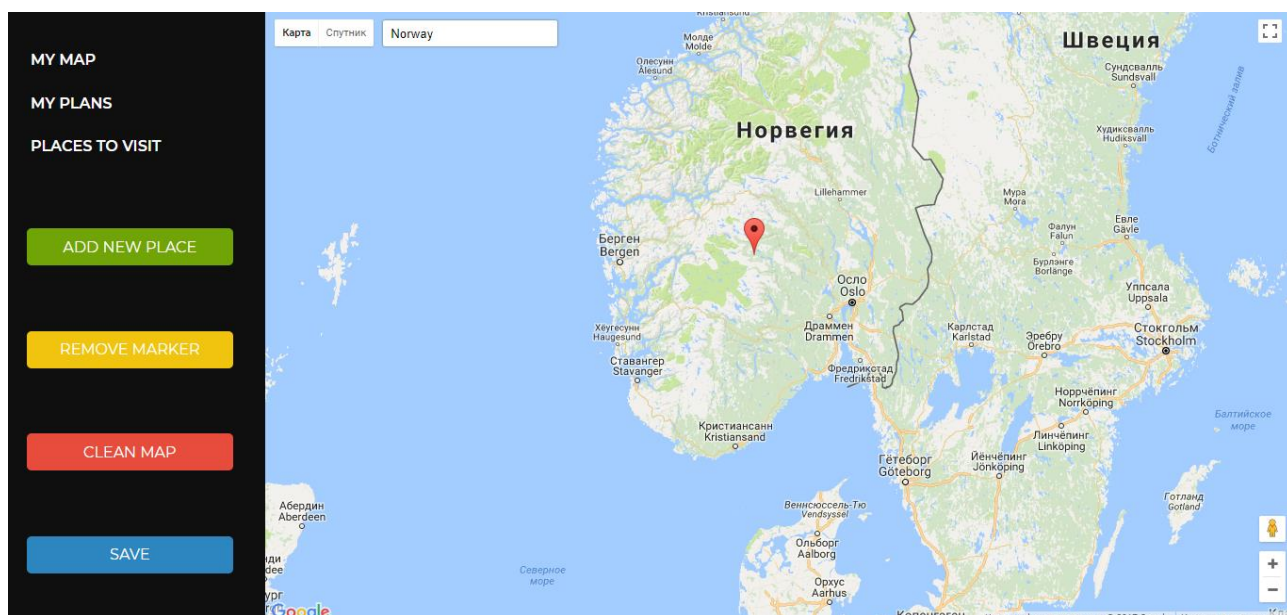 MY MAP
MY PLANS
PLACES TO VISIT
ADD NEW PLACE
REMOVE MARKER
CLEAN MAP
SAVE
Карта Спутник
Norway
Молде
Molde
Олесунн
Ålesund
Швеция
Сундсвалль
Sundsvall
Ботнический залив
Норвегия
Худиксвалль
Hudiksvall
Lillehammer
Мура
Mora
Фалун
Falun
Евле
Gävle
Берген
Bergen
Бурлэнге
Borlänge
Осло
Oslo
Уппсала
Uppsala
Хёугесунн
Haugesund
Драммен
Drammen
Карлстад
Karlstad
Эребру
Örebro
Стокгольм
Stockholm
Ставангер
Stavanger
Фредрикстад
Fredrikstad
Норрчёпинг
Norrköping
Балтийское
море
Кристиансанн
Kristiansand
Линчёпинг
Linköping
Гётеборг
Göteborg
Йёнчёпинг
Jönköping
Готланд
Gotland
Абердин
Aberdeen
Веннсюссель-Тю
Vendsyssel
Ольборг
Aalborg
Северное
море
Орхус
Aarhus
Google